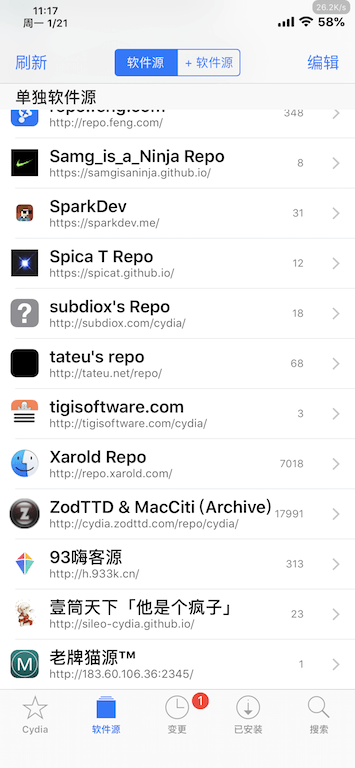 11:17
周一 1/21
26.2K/s
58%
刷新
软件源
+ 软件源
编辑
单独软件源
repo.feng.com
348
http://repo.feng.com/
Samg_is_a_Ninja Repo
8
https://samgisaninja.github.io/
SparkDev
31
https://sparkdev.me/
Spica T Repo
12
https://spicat.github.io/
subdiox's Repo
18
http://subdiox.com/cydia/
tateu's repo
68
http://tateu.net/repo/
tigisoftware.com
3
http://tigisoftware.com/cydia/
Xarold Repo
7018
http://repo.xarold.com/
ZodTTD & MacCiti (Archive)
17991
http://cydia.zodttd.com/repo/cydia/
93嗨客源
313
http://h.933k.cn/
壹筒天下「他是个疯子」
23
http://sileo-cydia.github.io/
老牌猫源™
1
http://183.60.106.36:2345/
1
Cydia
软件源
变更
已安装
搜索